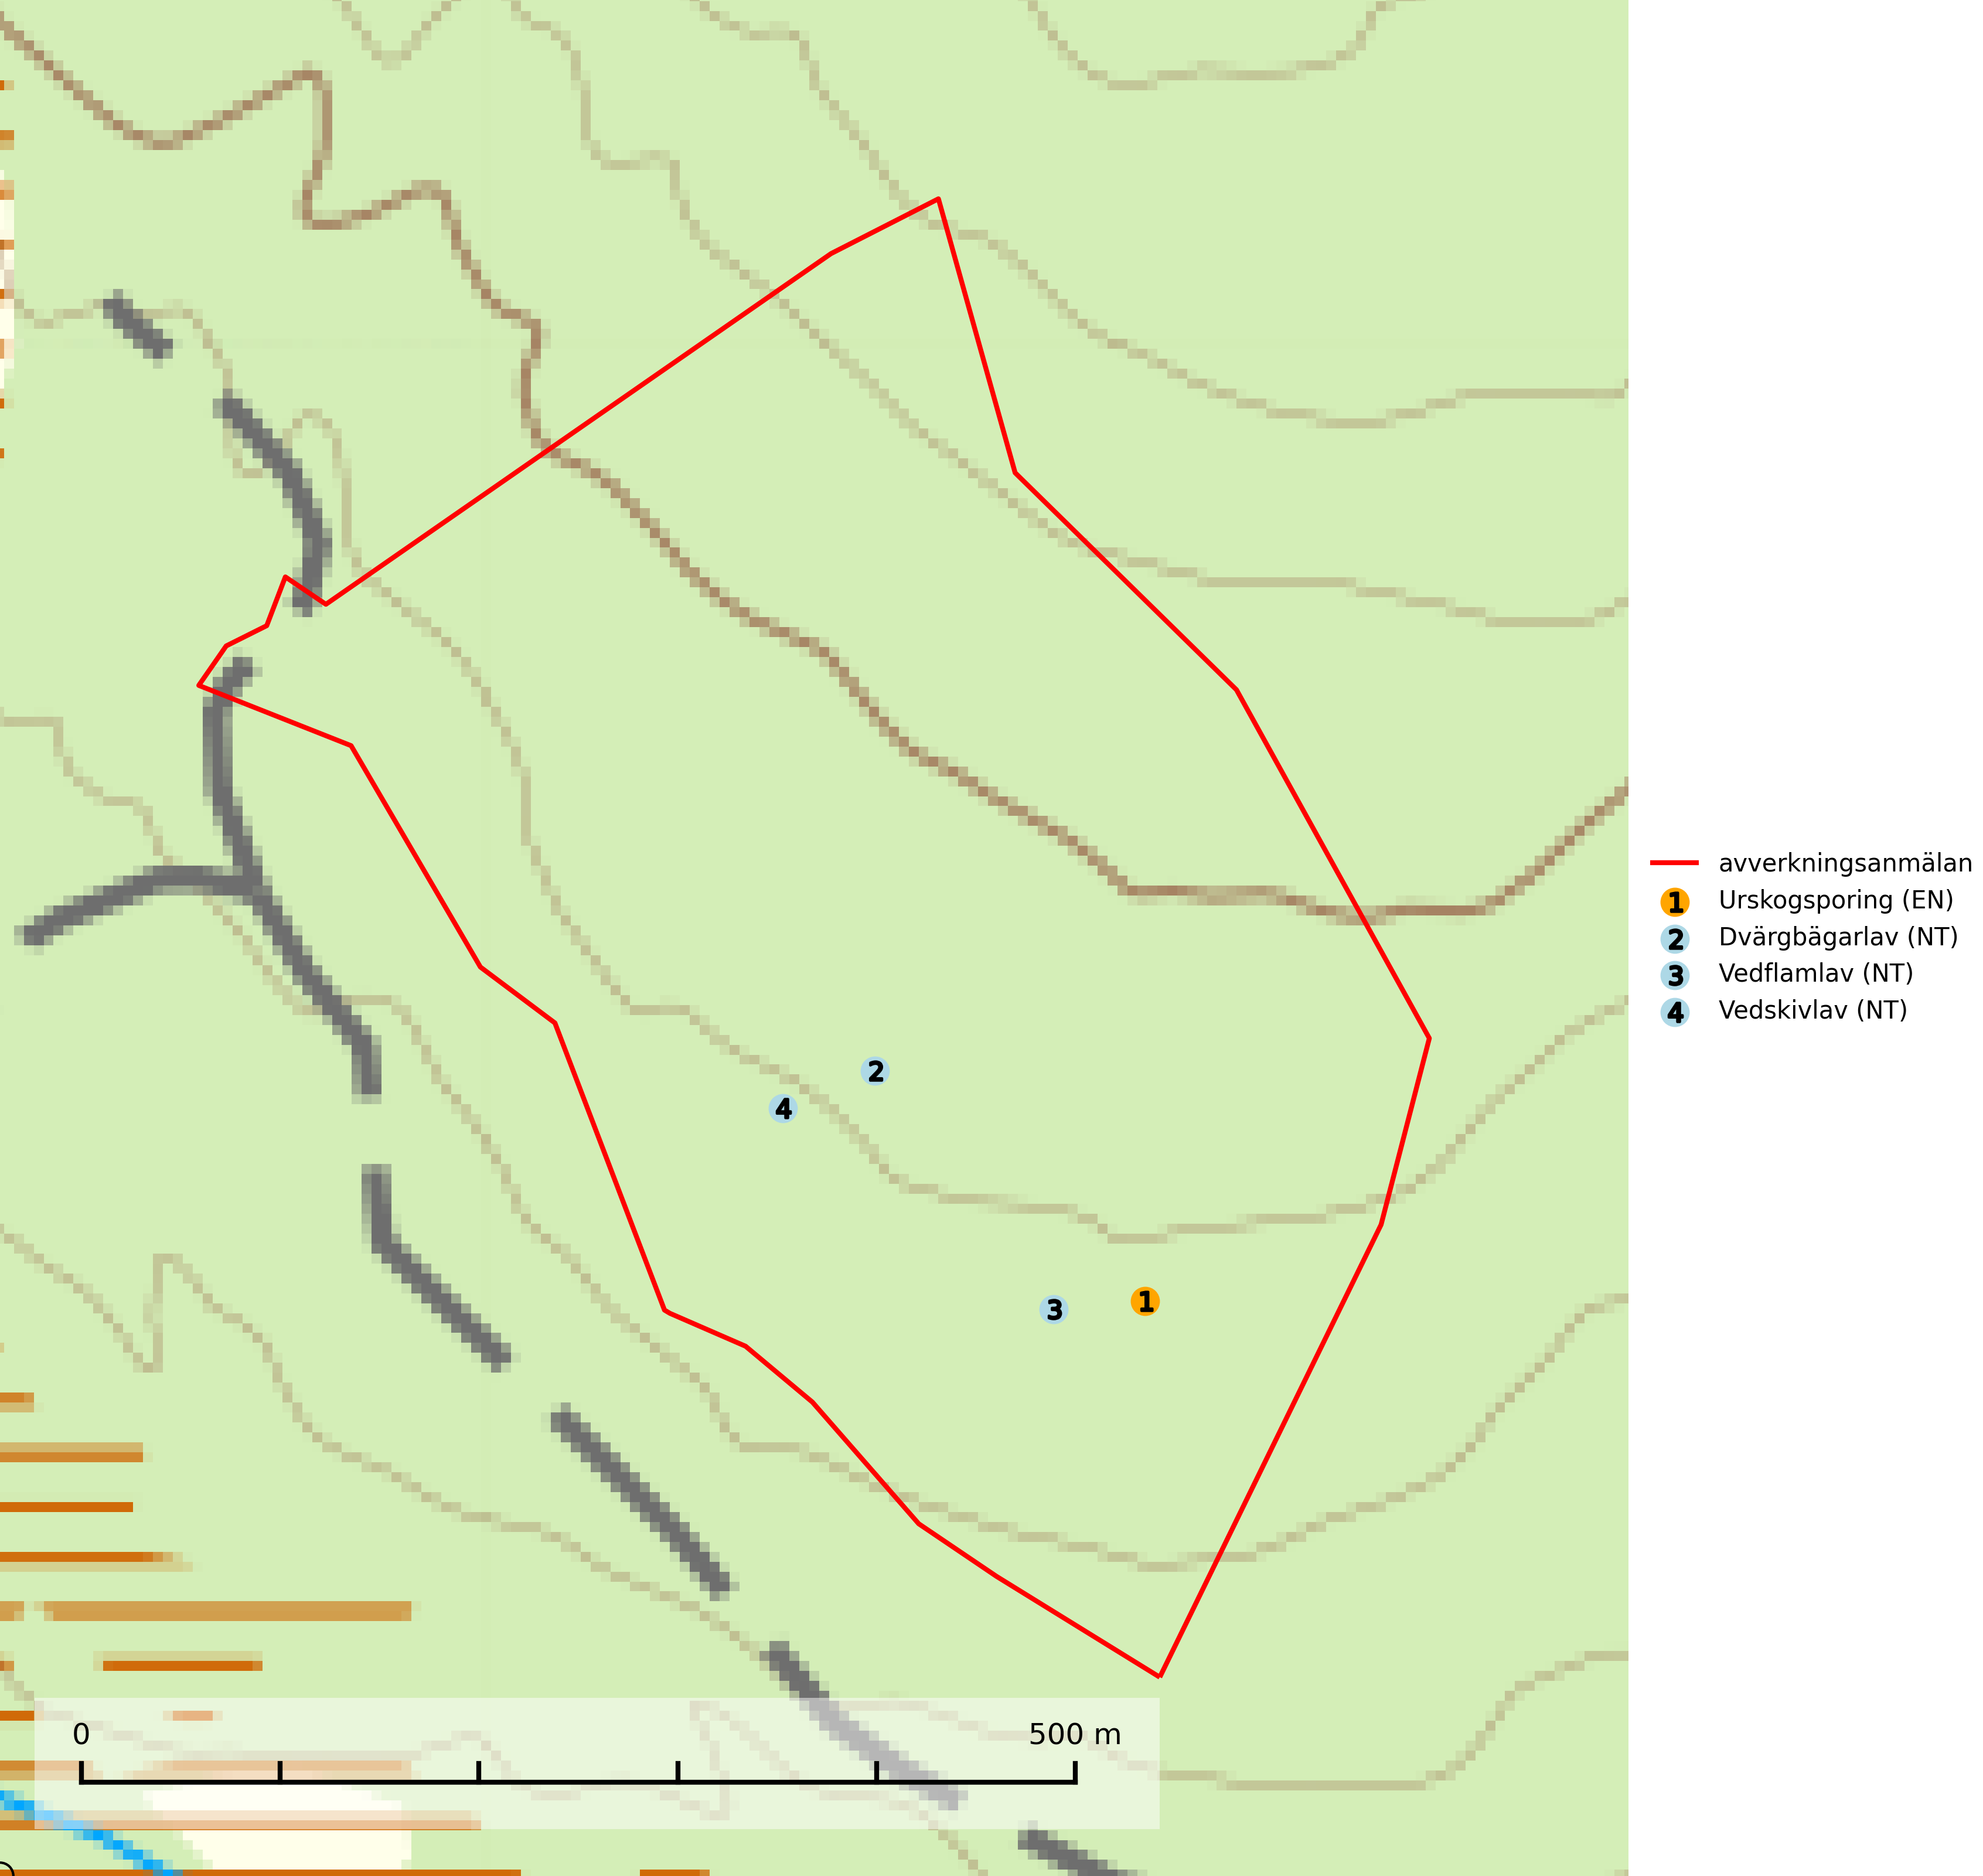 avverkningsanmälan
1 Urskogsporing (EN)
2 Dvärgbägarlav (NT)
3 Vedflamlav (NT)
4 Vedskivlav (NT)
2
4
3
1
0 500 m